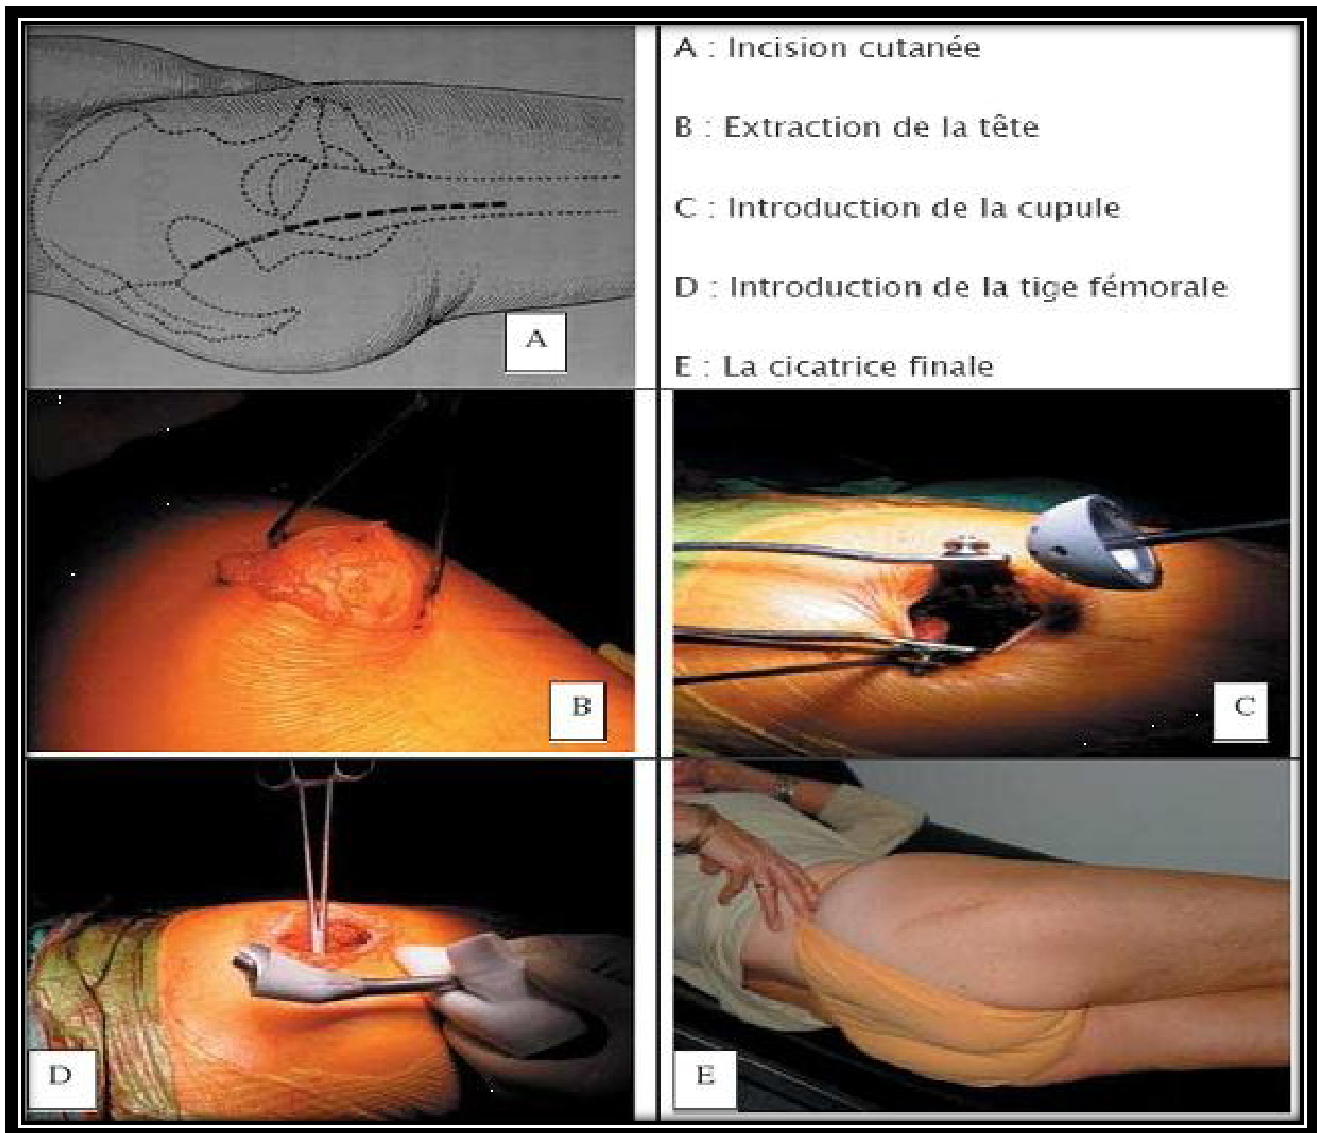 A : Incision cutanée
B : Extraction de la tête
C : Introduction de la cupule
D : Introduction de la tige fémorale
E : La cicatrice finale
A
B
C
D
E